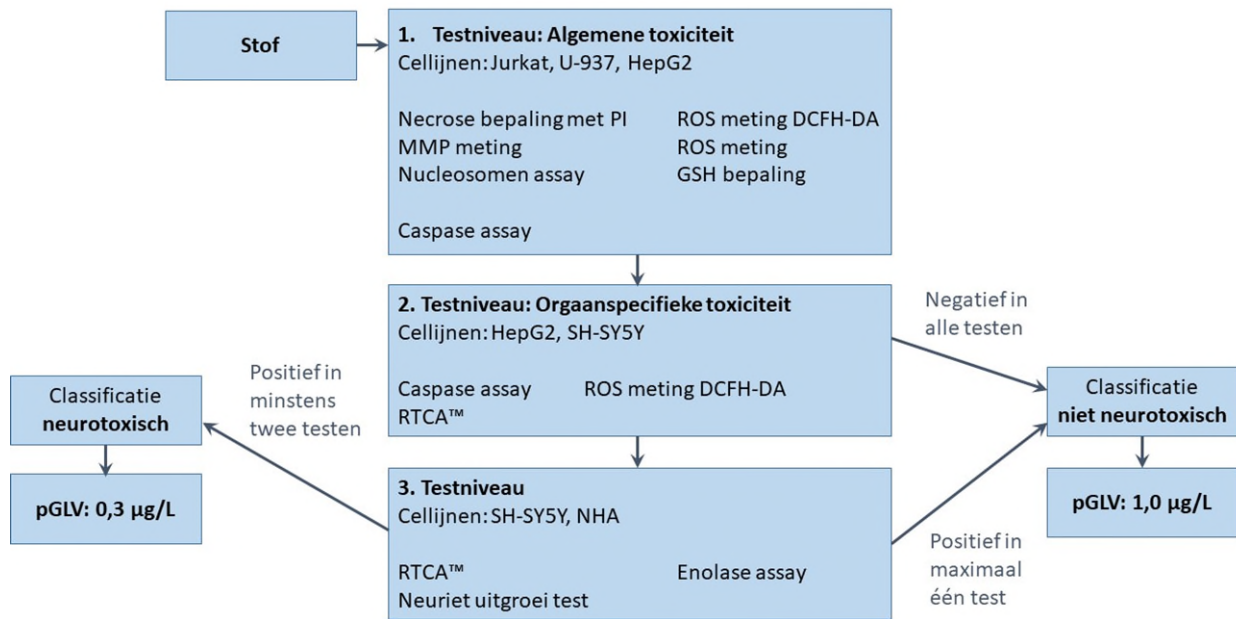 Stof
1. Testniveau: Algemene toxiciteit
Cellijnen: Jurkat, U-937, HepG2
Necrose bepaling met PI ROS meting DCFH-DA
MMP meting ROS meting
Nucleosomen assay GSH bepaling
Caspase assay
2. Testniveau: Orgaanspecifieke toxiciteit
Cellijnen: HepG2, SH-SY5Y
Caspase assay ROS meting DCFH-DA
RTCA™
Negatief in
alle testen
Positief in
minstens
twee testen
Classificatie
neurotoxisch
pGLV: 0,3 µg/L
Classificatie
niet neurotoxisch
pGLV: 1,0 µg/L
3. Testniveau
Cellijnen: SH-SY5Y, NHA
RTCA™ Enolase assay
Neuriet uitgroei test
Positief in
maximaal
één test